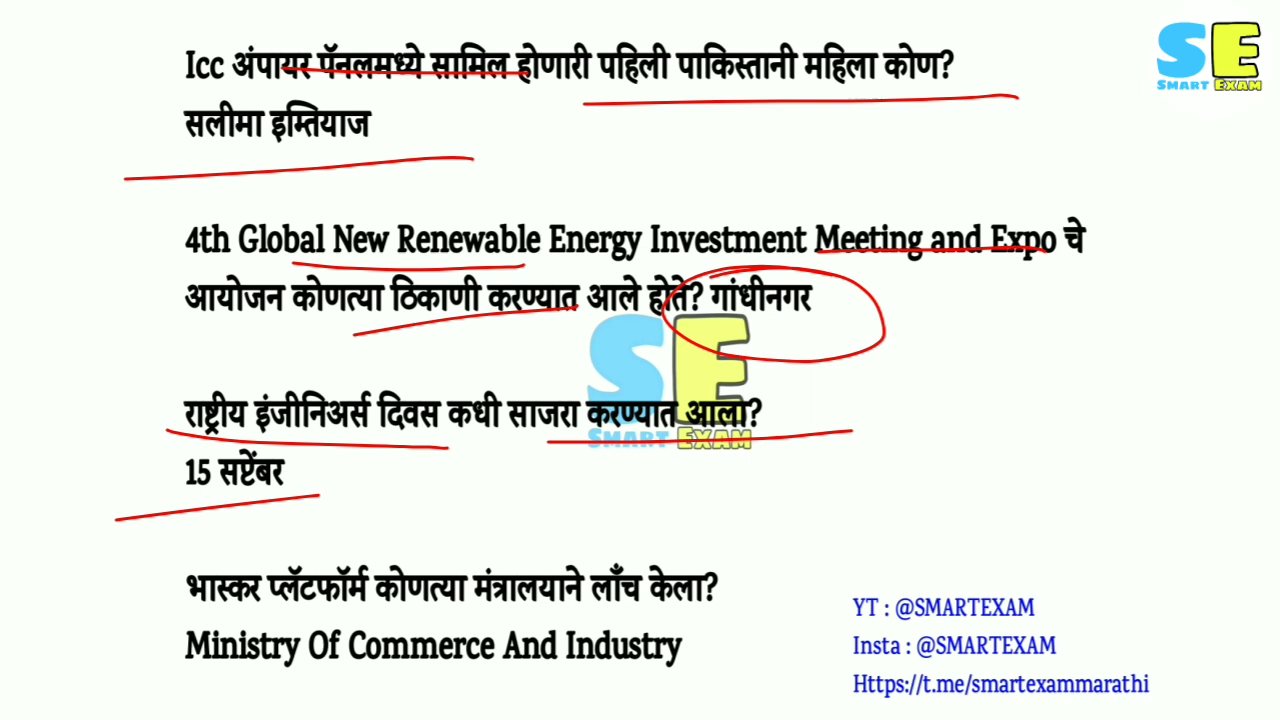 Icc अंपायर पॅनलमध्ये सामिल होणारी पहिली पाकिस्तानी महिला कोण?
सलीमा इम्तियाज
4th Global New Renewable Energy Investment Meeting and Expo चे
आयोजन कोणत्या ठिकाणी करण्यात आले होते? गांधीनगर
राष्ट्रीय इंजीनिअर्स दिवस कधी साजरा करण्यात आला?
15 सप्टेंबर
भास्कर प्लॅटफॉर्म कोणत्या मंत्रालयाने लाँच केला?
Ministry Of Commerce And Industry
SE
SMART EXAM
SE
SMART EXAM
YT : @SMARTEXAM
Insta : @SMARTEXAM
Https://t.me/smartexammarathi